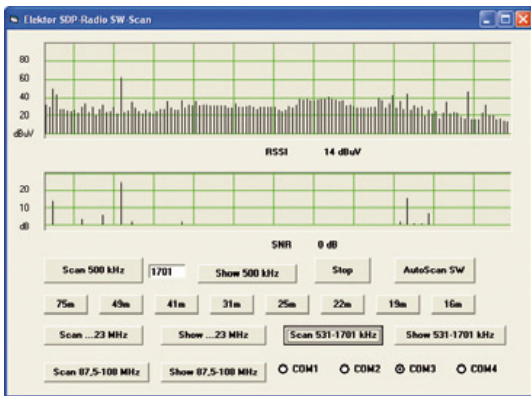 Elektor SDP-Radio SW-Scan
80
60
40
20
dBuV
RSSI 14 dBuV
20
10
dB
SNR 0 dB
Scan 500 kHz 1701 Show 500 kHz Stop AutoScan SW
75m 49m 41m 31m 25m 22m 19m 16m
Scan ...23 MHz Show ...23 MHz Scan 531-1701 kHz Show 531-1701 kHz
Scan 87,5-108 MHz Show 87,5-108 MHz COM1 COM2 COM3 COM4